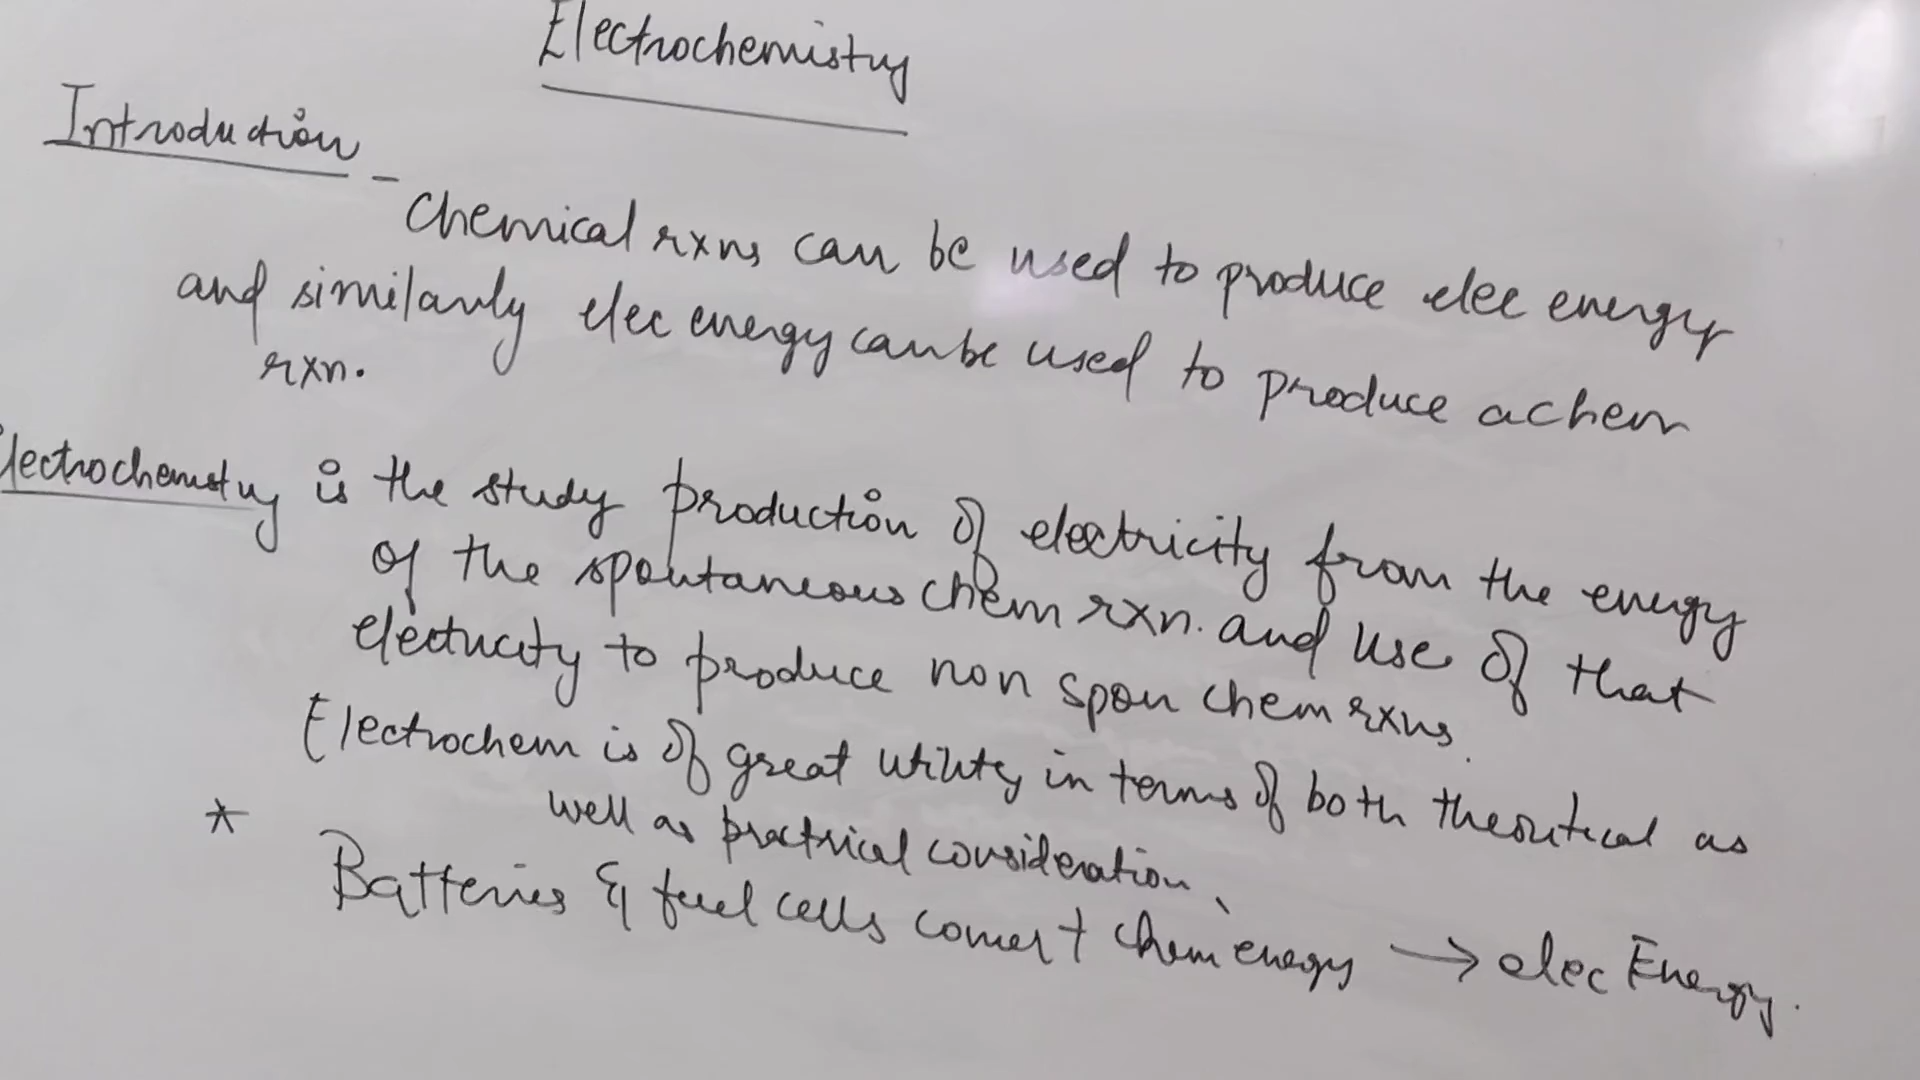 Electrochemistry
Introduction -
Chemical rxns can be used to produce elec energy
and similarly elec energy can be used to produce a chem
rxn.
Electrochemistry is the study production of electricity from the energy
of the spontaneous chem rxn. and use of that
electricity to produce non spon chem rxns.
Electrochem is of great utility in terms of both theoritical as
well as practrical consideration.
* Batteries & fuel cells convert chem energy → elec Energy.